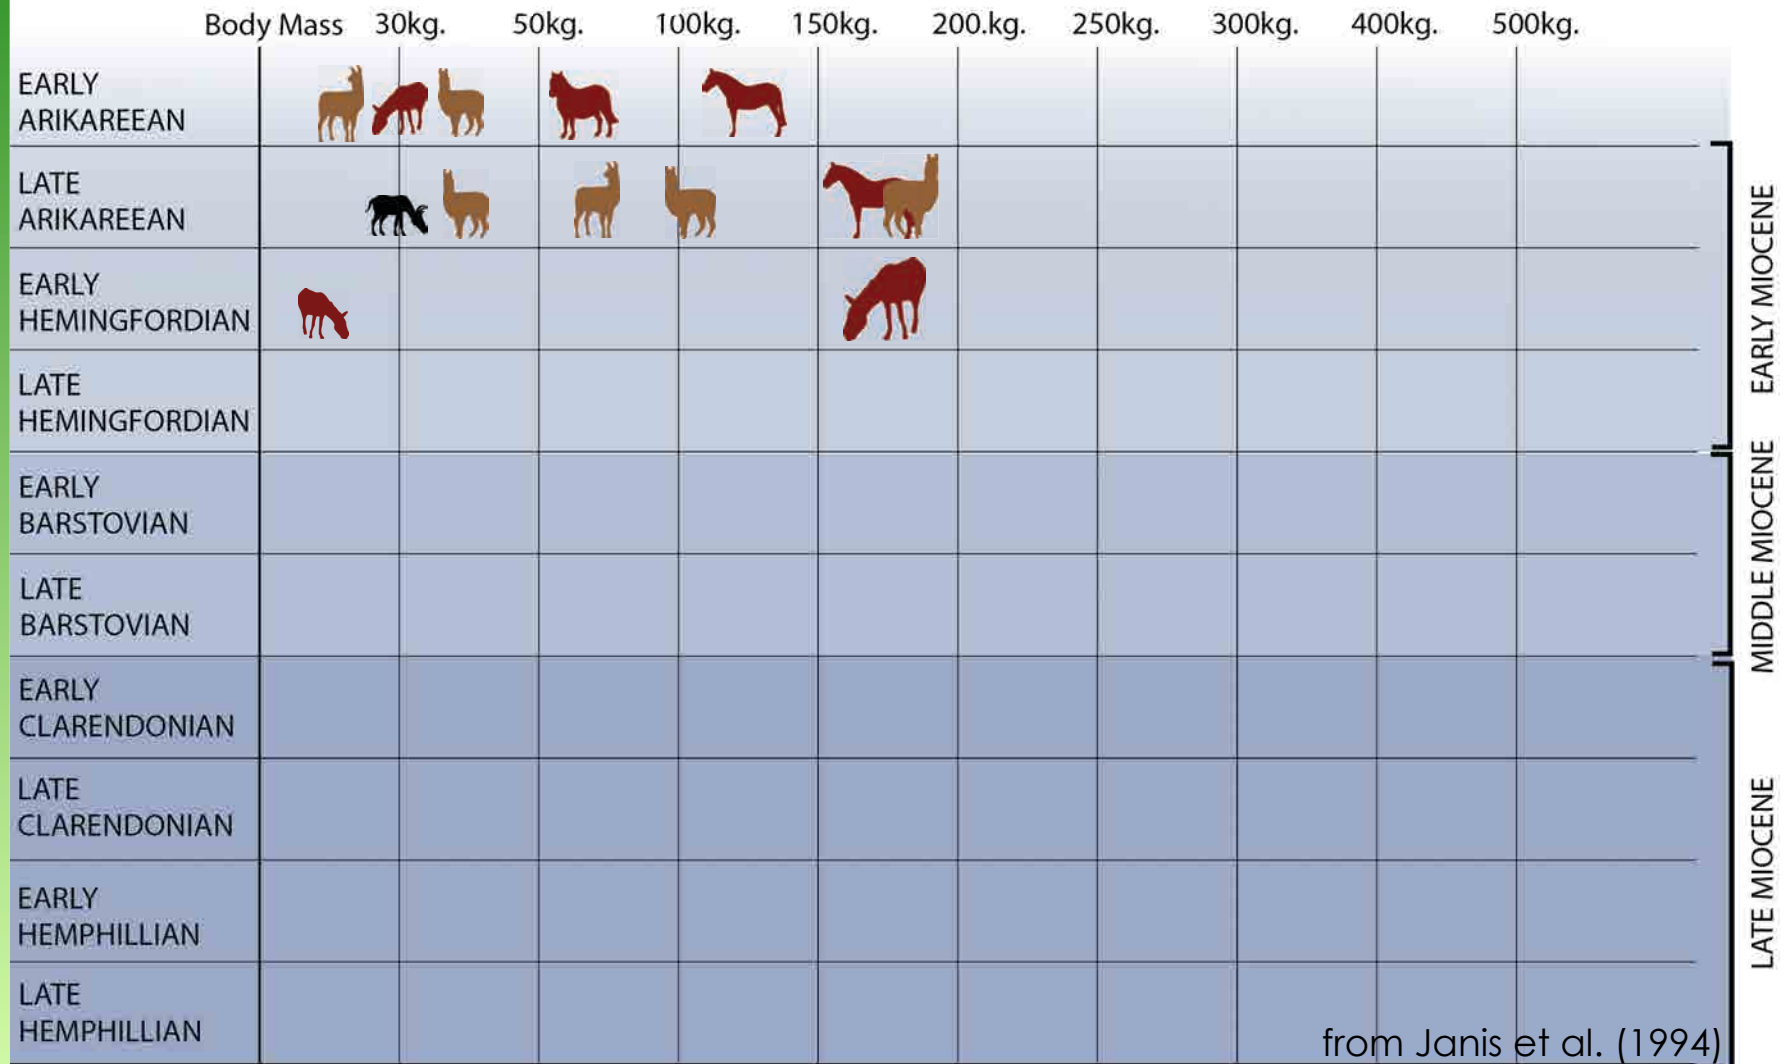 Body Mass 30kg. 50kg. 100kg. 150kg. 200.kg. 250kg. 300kg. 400kg. 500kg.
EARLY
ARIKAREEAN
LATE
ARIKAREEAN
EARLY
HEMINGFORDIAN
LATE
HEMINGFORDIAN
EARLY
BARSTOVIAN
LATE
BARSTOVIAN
EARLY
CLARENDONIAN
LATE
CLARENDONIAN
EARLY
HEMPHILLIAN
LATE
HEMPHILLIAN
EARLY MIOCENE
MIDDLE MIOCENE
LATE MIOCENE
from Janis et al. (1994)